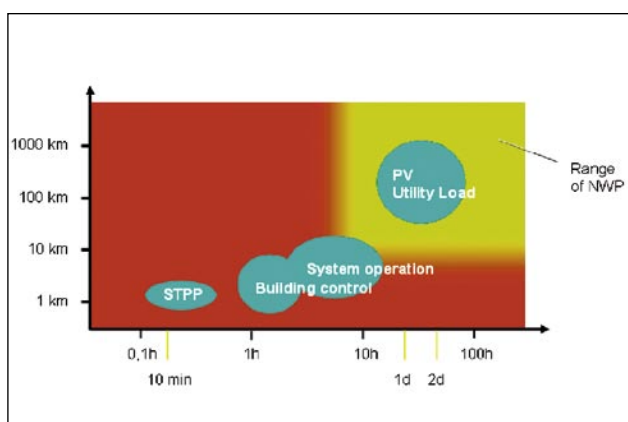 1000 km
100 km
10 km
1 km
PV
Utility Load
System operation
Building control
STPP
Range
of NWP
0,1h
1h
10h
100h
10 min
1d
2d